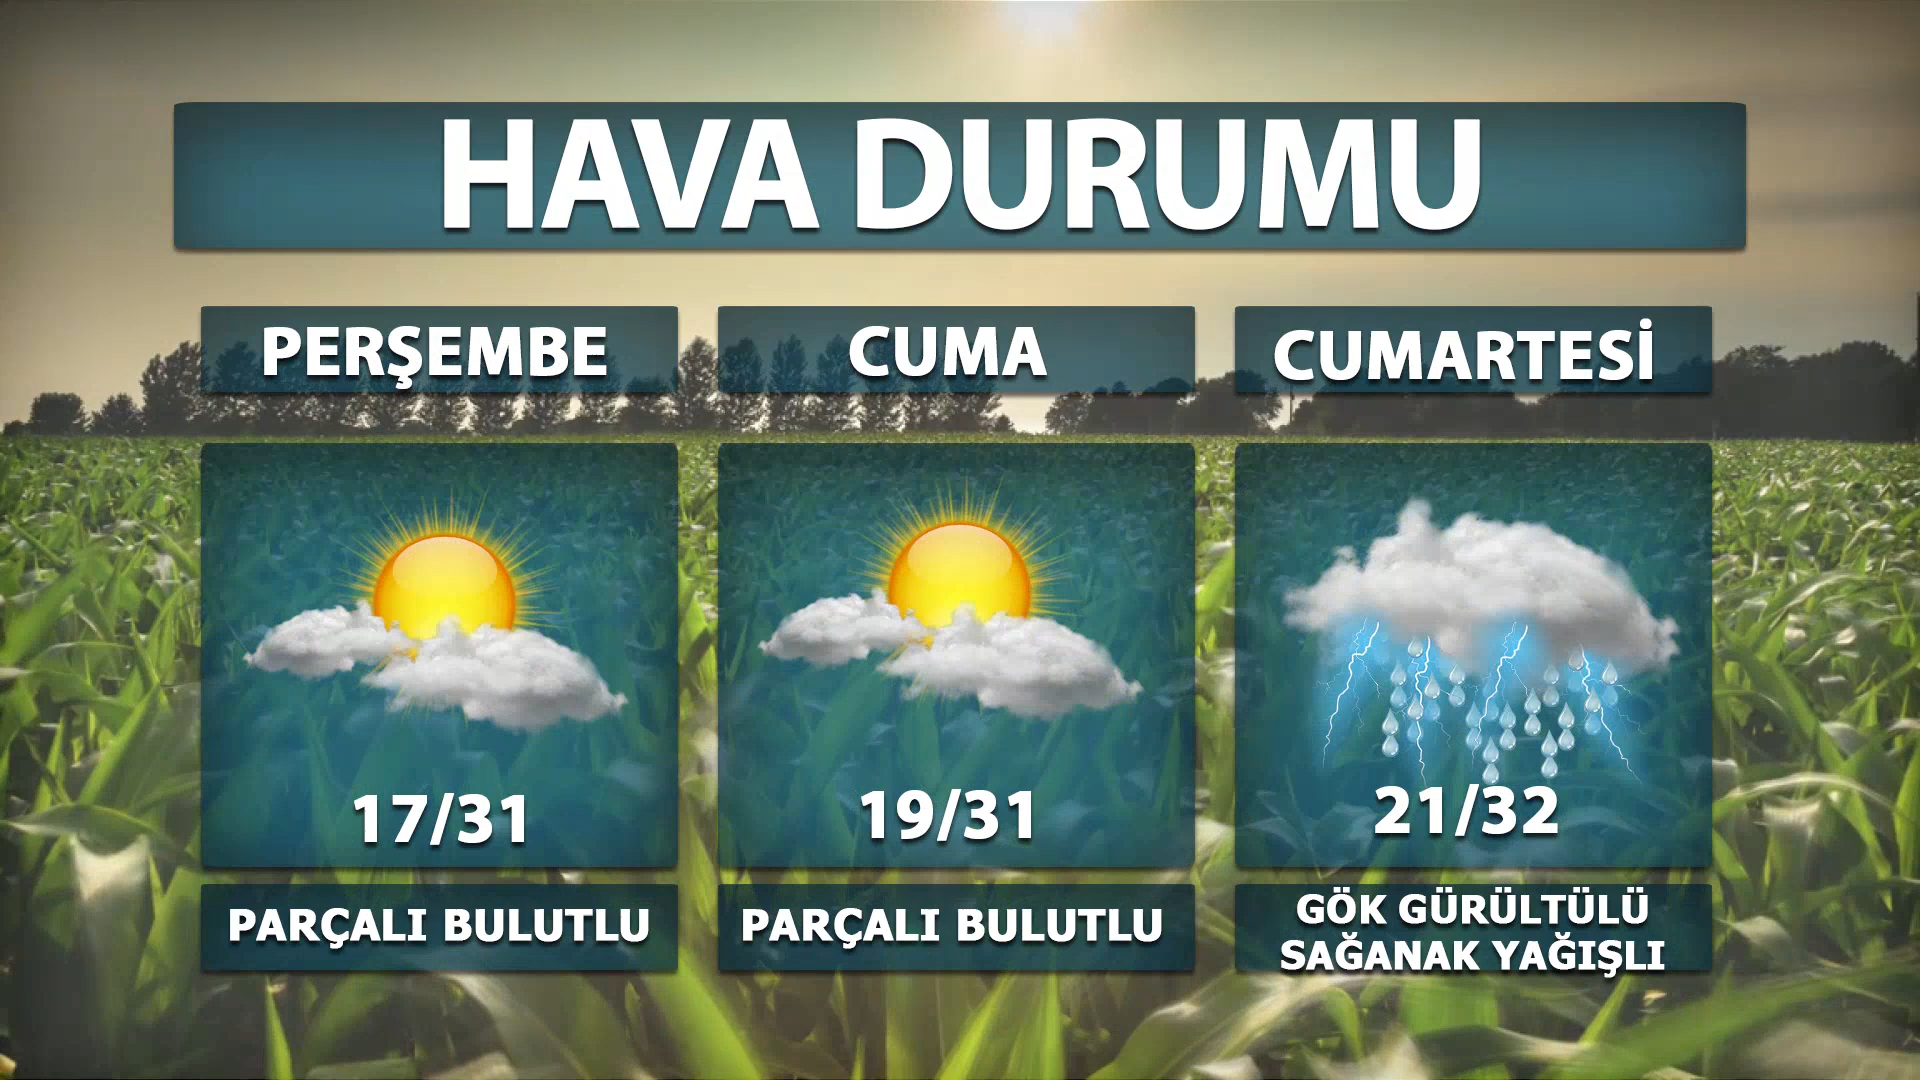 HAVA DURUMU
PERŞEMBE
CUMA
CUMARTESİ
17/31
19/31
21/32
PARÇALI BULUTLU
PARÇALI BULUTLU
GÖK GÜRÜLTÜLÜ
SAĞANAK YAĞIŞLI